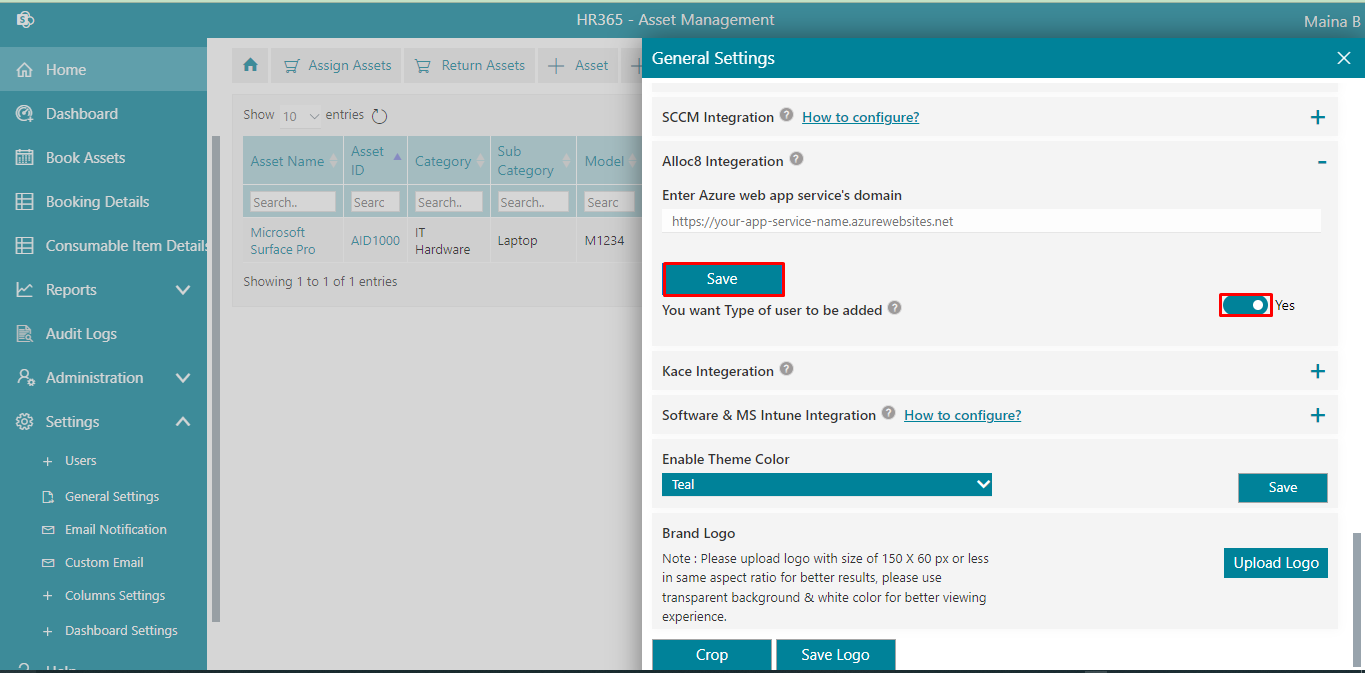 HR365 - Asset Management
Maina B
Home
Dashboard
Book Assets
Booking Details
Consumable Item Details
Reports
Audit Logs
Administration
Settings
Users
General Settings
Email Notification
Custom Email
Columns Settings
Dashboard Settings
Assign Assets
Return Assets
Asset
Show 10 entries
Asset Name
Asset ID
Category
Sub Category
Model
Search..
Searc
Search..
Search..
Searc
Microsoft Surface Pro
AID1000
IT Hardware
Laptop
M1234
Showing 1 to 1 of 1 entries
General Settings
SCCM Integration ? How to configure?
Alloc8 Integeration ?
Enter Azure web app service's domain
https://your-app-service-name.azurewebsites.net
Save
You want Type of user to be added ?
Yes
Kace Integeration ?
Software & MS Intune Integration ? How to configure?
Enable Theme Color
Teal
Save
Brand Logo
Note : Please upload logo with size of 150 X 60 px or less
in same aspect ratio for better results, please use
transparent background & white color for better viewing
experience.
Upload Logo
Crop
Save Logo